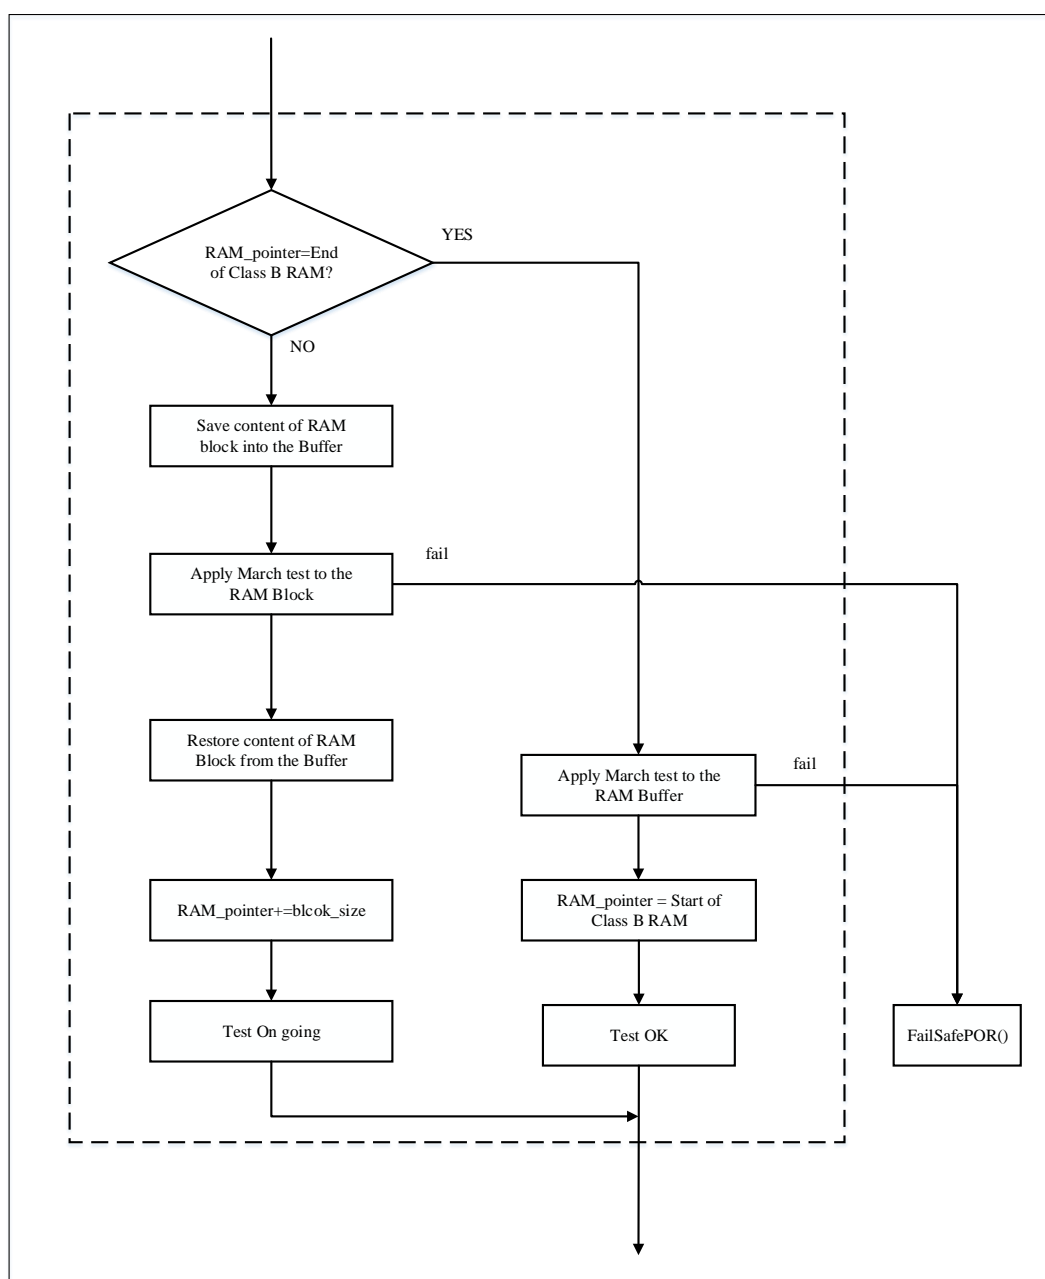 YES
RAM_pointer=End
of Class B RAM?
NO
Save content of RAM
block into the Buffer
fail
Apply March test to the
RAM Block
Restore content of RAM
Block from the Buffer
fail
Apply March test to the
RAM Buffer
RAM_pointer+=blcok_size
RAM_pointer = Start of
Class B RAM
Test On going
Test OK
FailSafePOR()